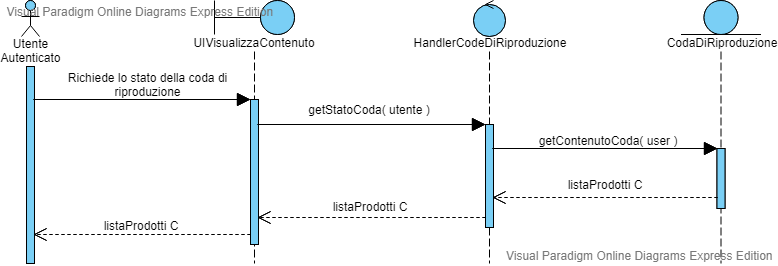 Visual Paradigm Online Diagrams Express Edition
Utente
Autenticato
UIVisualizzaContenuto
HandlerCodeDiRiproduzione
CodaDiRiproduzione
Richiede lo stato della coda di
riproduzione
getStatoCoda( utente )
getContenutoCoda( user )
listaProdotti C
listaProdotti C
listaProdotti C
Visual Paradigm Online Diagrams Express Edition